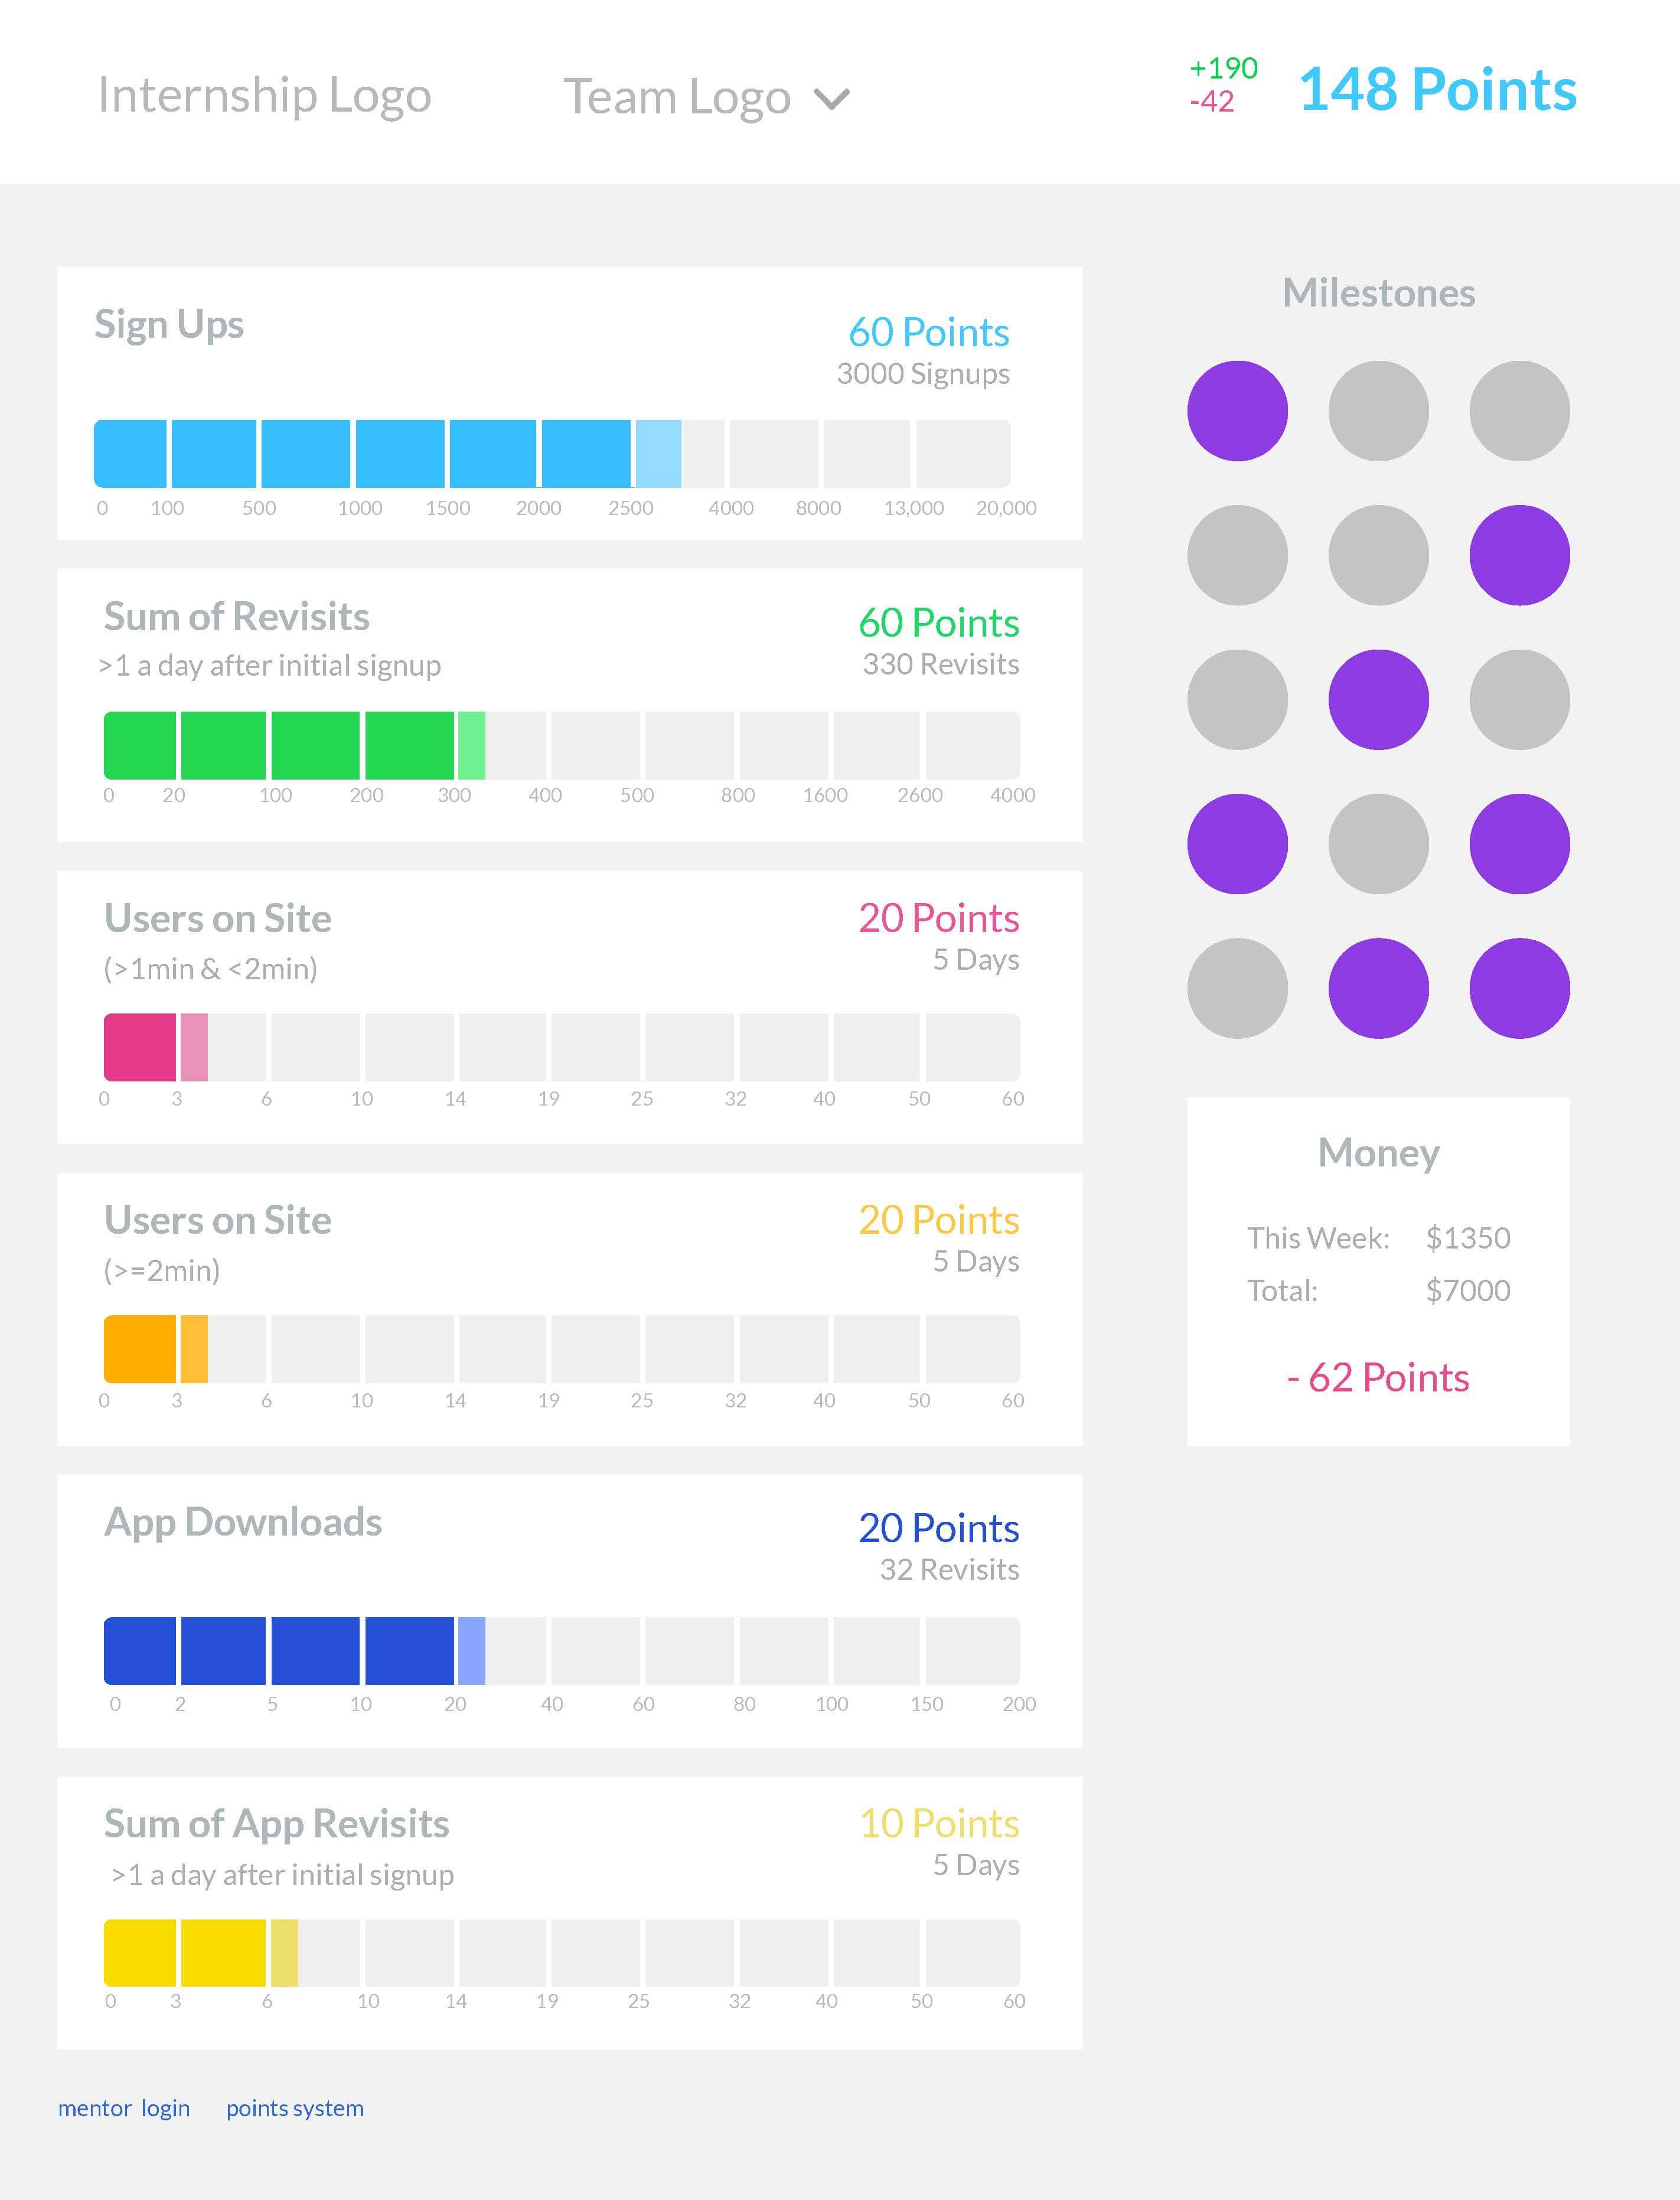 Internship Logo
Team Logo
+190
-42
148 Points
Sign Ups
60 Points
3000 Signups
0 100 500 1000 1500 2000 2500 4000 8000 13,000 20,000
Sum of Revisits
>1 a day after initial signup
60 Points
330 Revisits
0 20 100 200 300 400 500 800 1600 2600 4000
Users on Site
(>1min & <2min)
20 Points
5 Days
0 3 6 10 14 19 25 32 40 50 60
Users on Site
(>=2min)
20 Points
5 Days
0 3 6 10 14 19 25 32 40 50 60
App Downloads
20 Points
32 Revisits
0 2 5 10 20 40 60 80 100 150 200
Sum of App Revisits
>1 a day after initial signup
10 Points
5 Days
0 3 6 10 14 19 25 32 40 50 60
Milestones
Money
This Week: $1350
Total: $7000
- 62 Points
mentor login points system